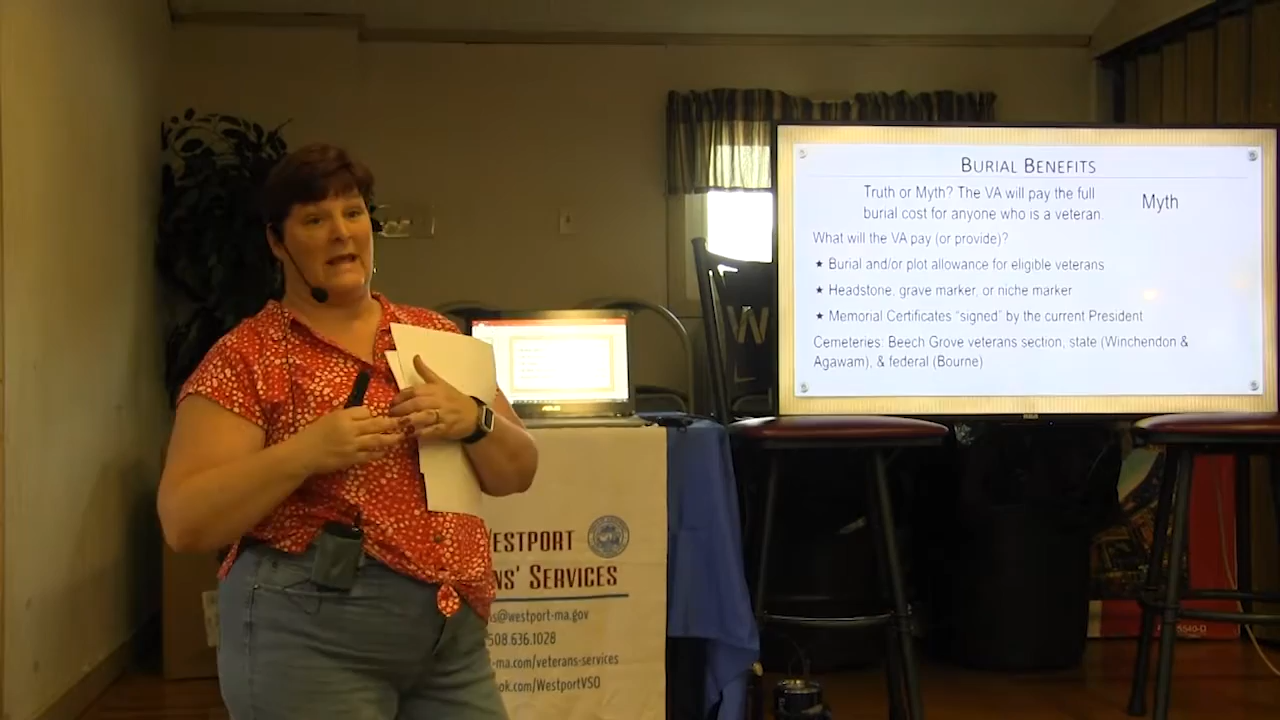 BURIAL BENEFITS
Truth or Myth? The VA will pay the full
burial cost for anyone who is a veteran.
Myth
What will the VA pay (or provide)?
★ Burial and/or plot allowance for eligible veterans
★ Headstone, grave marker, or niche marker
★ Memorial Certificates “signed” by the current President
Cemeteries: Beech Grove veterans section, state (Winchendon &
Agawam), & federal (Bourne)
ASUS
W
ESTPORT
NS' SERVICES
s@westport-ma.gov
508.636.1028
-ma.com/veterans-services
ok.com/WestportVSO